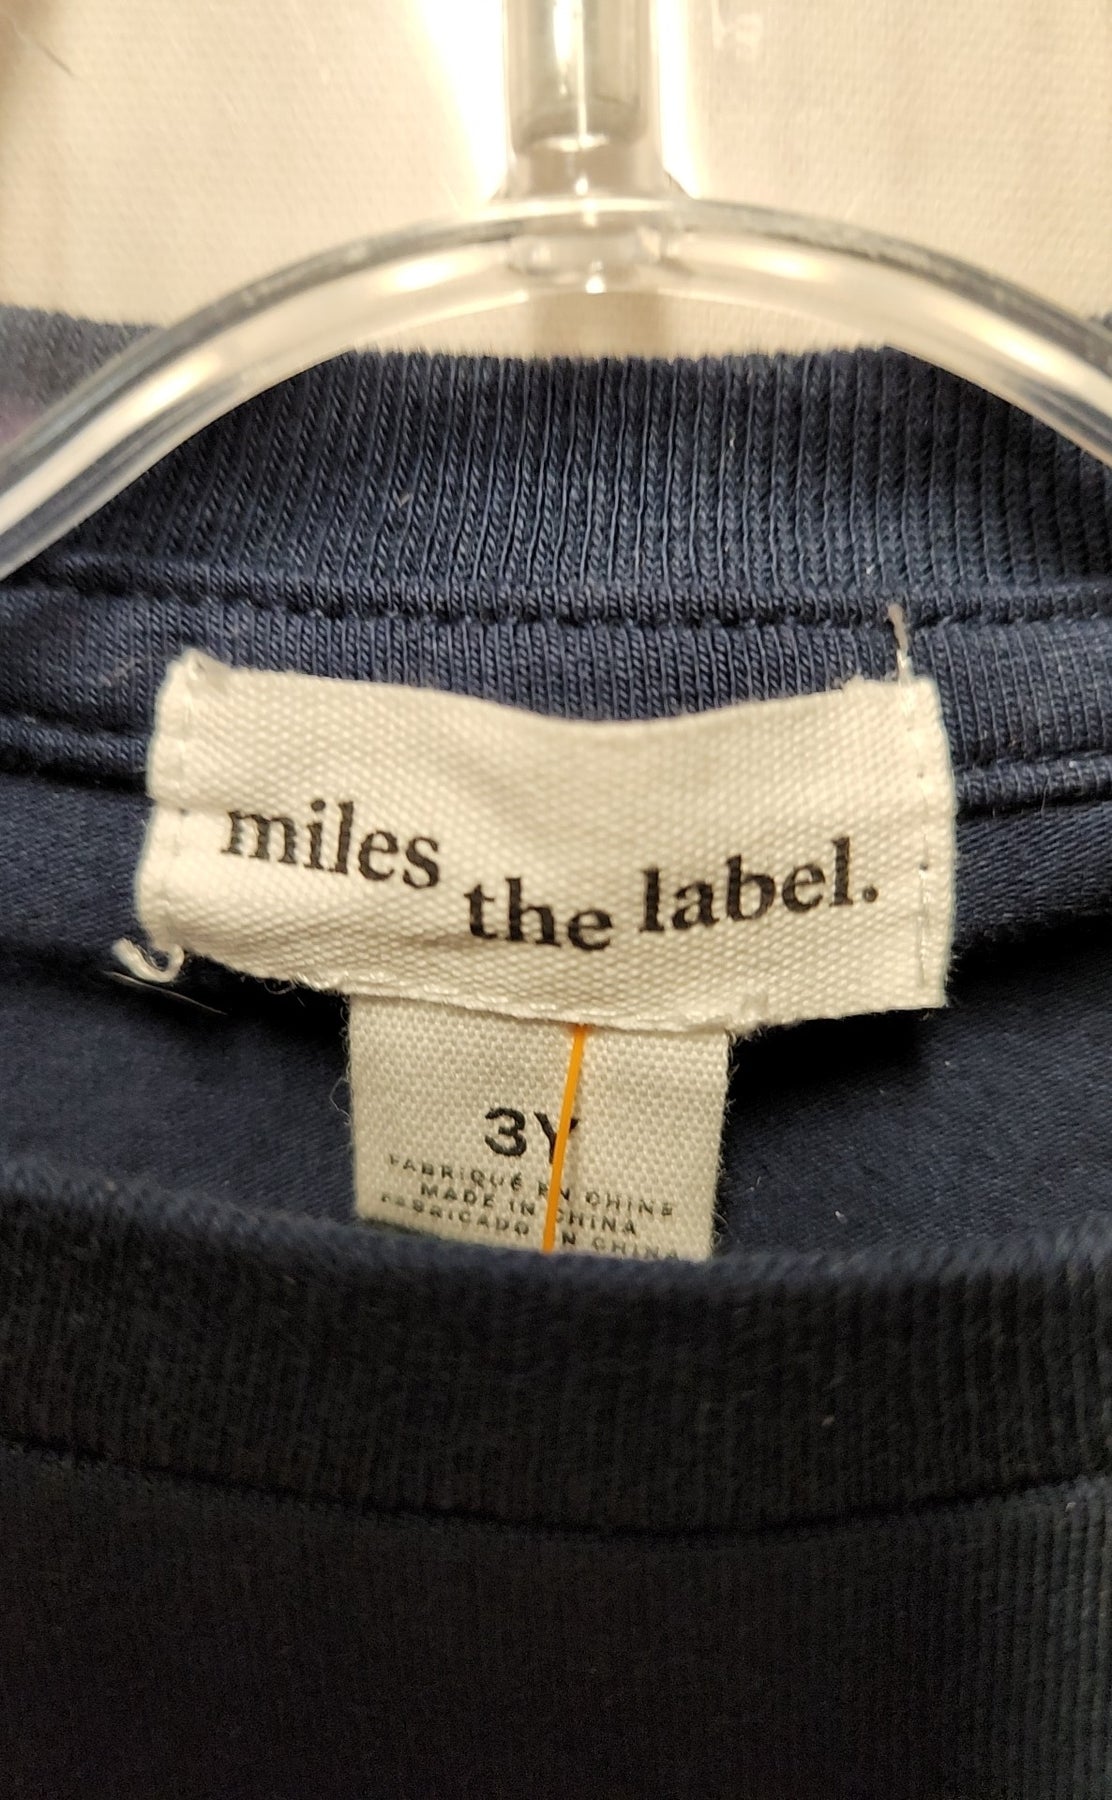 miles the label.
3Y
FABRIQUÉ EN CHINE
MADE IN CHINA
FABRICADO EN CHINA